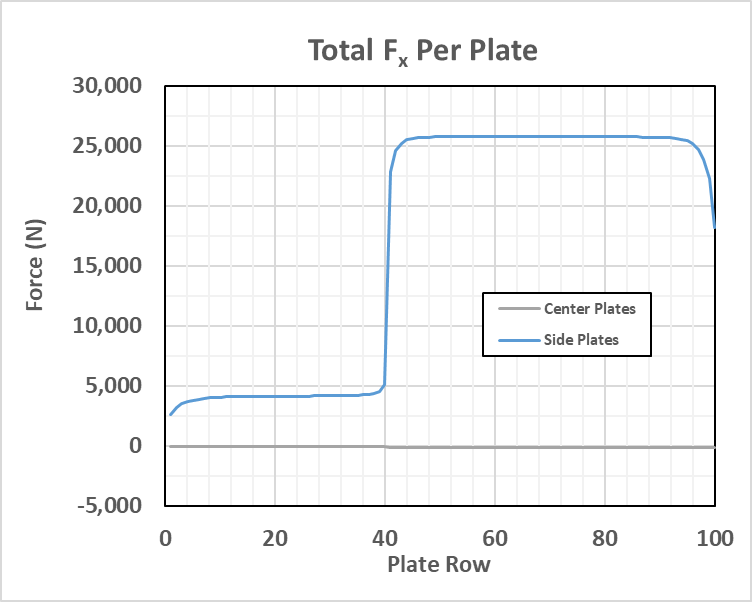 Total Fx Per Plate
30,000
25,000
20,000
15,000
10,000
5,000
0
-5,000
Force (N)
Center Plates
Side Plates
0 20 40 60 80 100
Plate Row